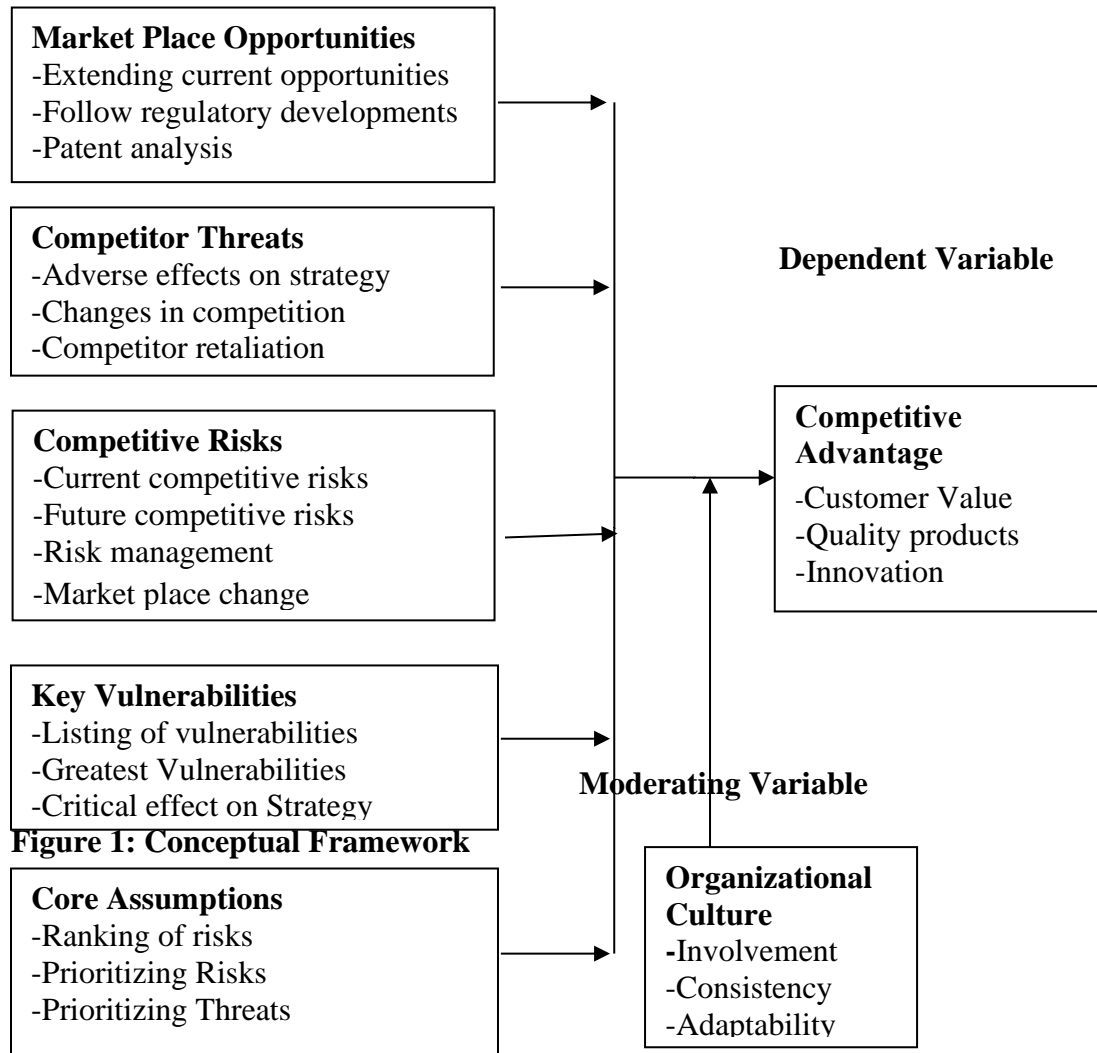 Market Place Opportunities
-Extending current opportunities
-Follow regulatory developments
-Patent analysis
Competitor Threats
-Adverse effects on strategy
-Changes in competition
-Competitor retaliation
Dependent Variable
Competitive Risks
-Current competitive risks
-Future competitive risks
-Risk management
-Market place change
Competitive
Advantage
-Customer Value
-Quality products
-Innovation
Key Vulnerabilities
-Listing of vulnerabilities
-Greatest Vulnerabilities
-Critical effect on Strategy
Moderating Variable
Figure 1: Conceptual Framework
Core Assumptions
-Ranking of risks
-Prioritizing Risks
-Prioritizing Threats
Organizational
Culture
-Involvement
-Consistency
-Adaptability